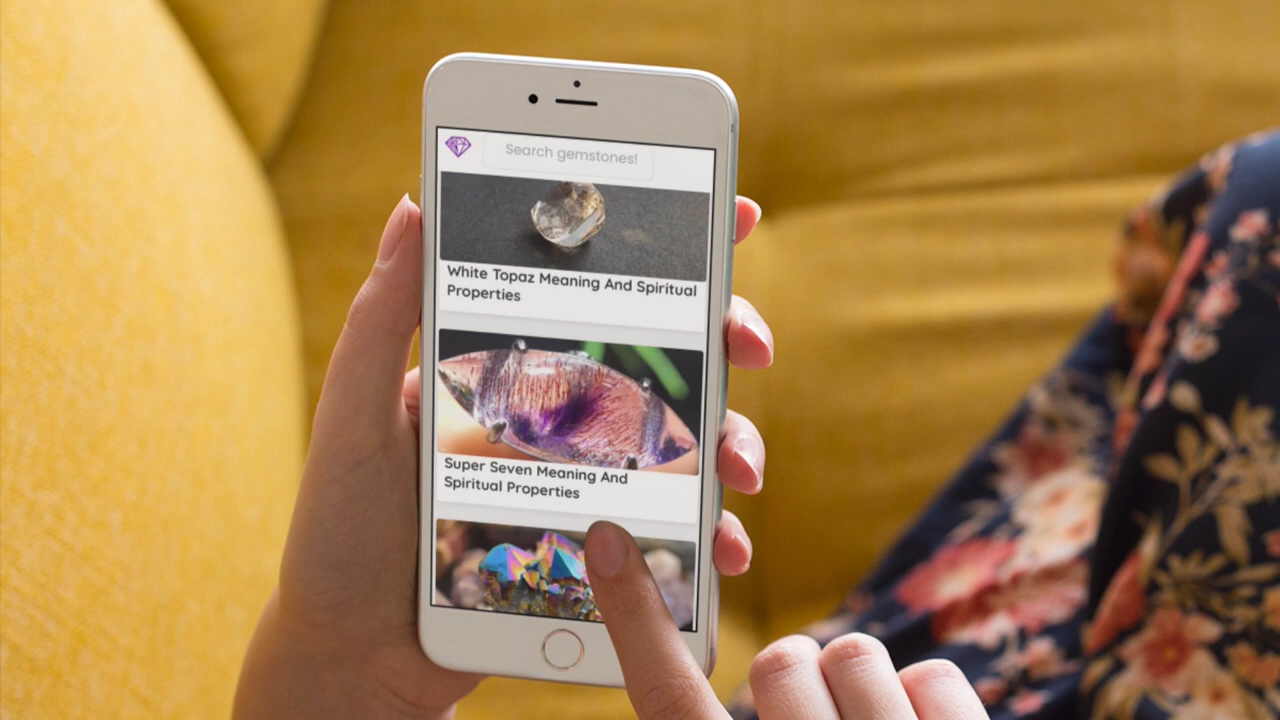 Search gemstones!
White Topaz Meaning And Spiritual
Properties
Super Seven Meaning And
Spiritual Properties